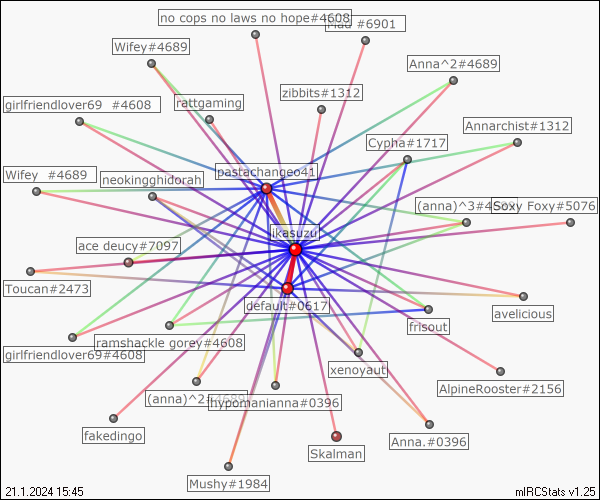 no cops no laws no hope#4608
#6901
Wifey#4689
Anna^2#4689
zibbits#1312
girlfriendlover69 #4608
rattgaming
Annarchist#1312
Cypha#1717
pastachangeo41
Wifey #4689
neokingghidorah
(anna)^3#4
Soxy Foxy#5076
ikasuzu
ace deucy#7097
Toucan#2473
default#0617
avelicious
frisout
ramshackle gorey#4608
girlfriendlover69#4608
xenoyaut
AlpineRooster#2156
(anna)^2#4689
hypomanianna#0396
fakedingo
Anna.#0396
Skalman
Mushy#1984
21.1.2024 15:45
mIRCStats v1.25